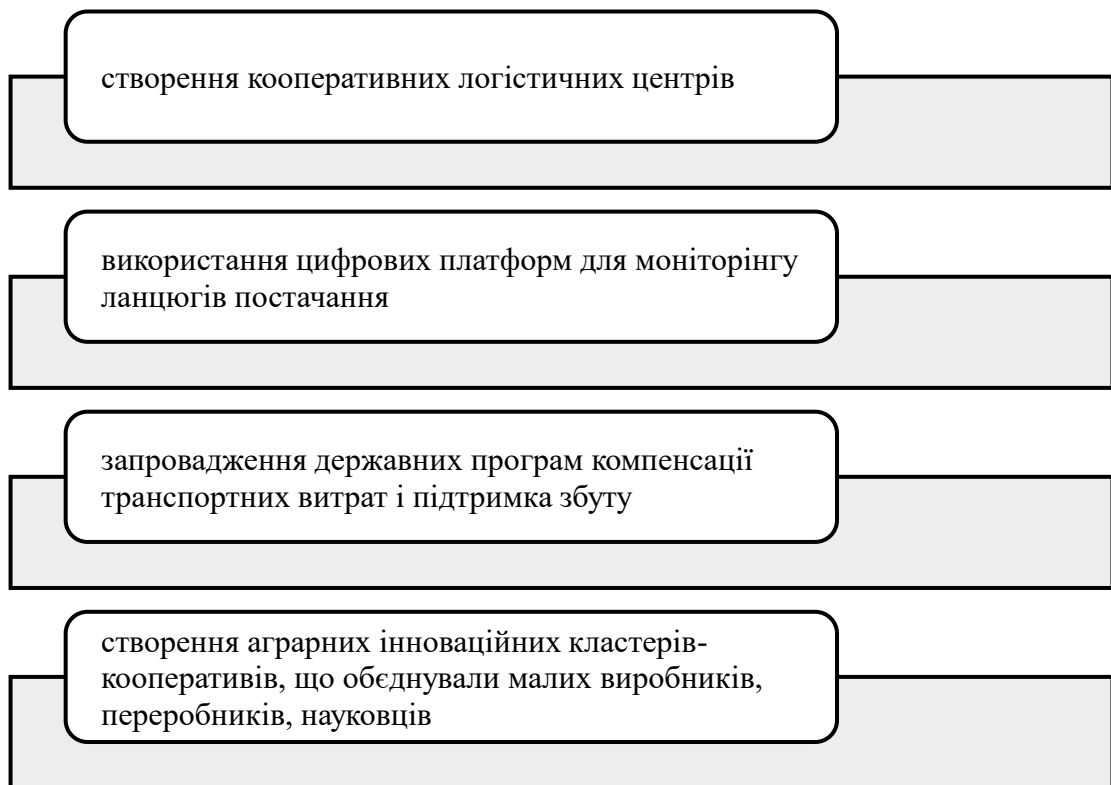 створення кооперативних логістичних центрів
використання цифрових платформ для моніторінгу
ланцюгів постачання
запровадження державних програм компенсації
транспортних витрат і підтримка збуту
створення аграрних інноваційних кластерів-
кооперативів, що обєднували малих виробників,
переробників, науковців